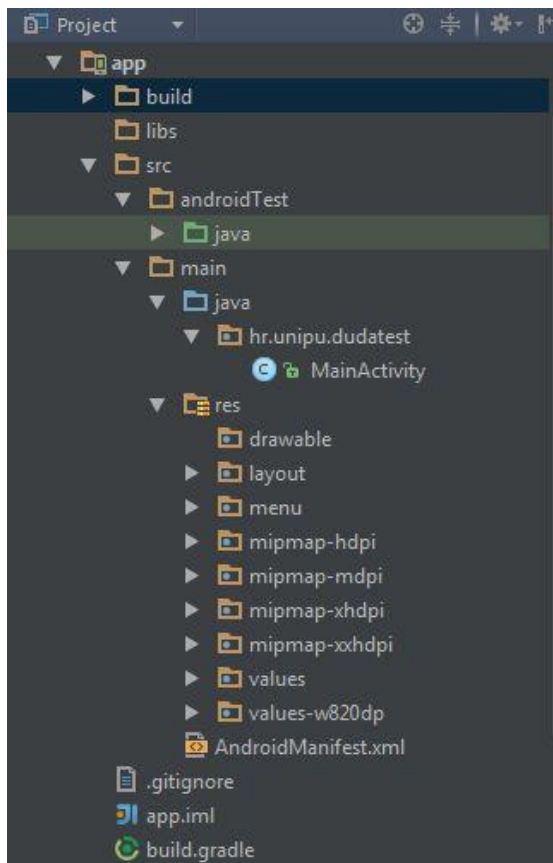 Project
app
build
libs
src
androidTest
java
main
java
hr.unipu.dudatest
MainActivity
res
drawable
layout
menu
mipmap-hdpi
mipmap-mdpi
mipmap-xhdpi
mipmap-xxhdpi
values
values-w820dp
AndroidManifest.xml
.gitignore
app.iml
build.gradle